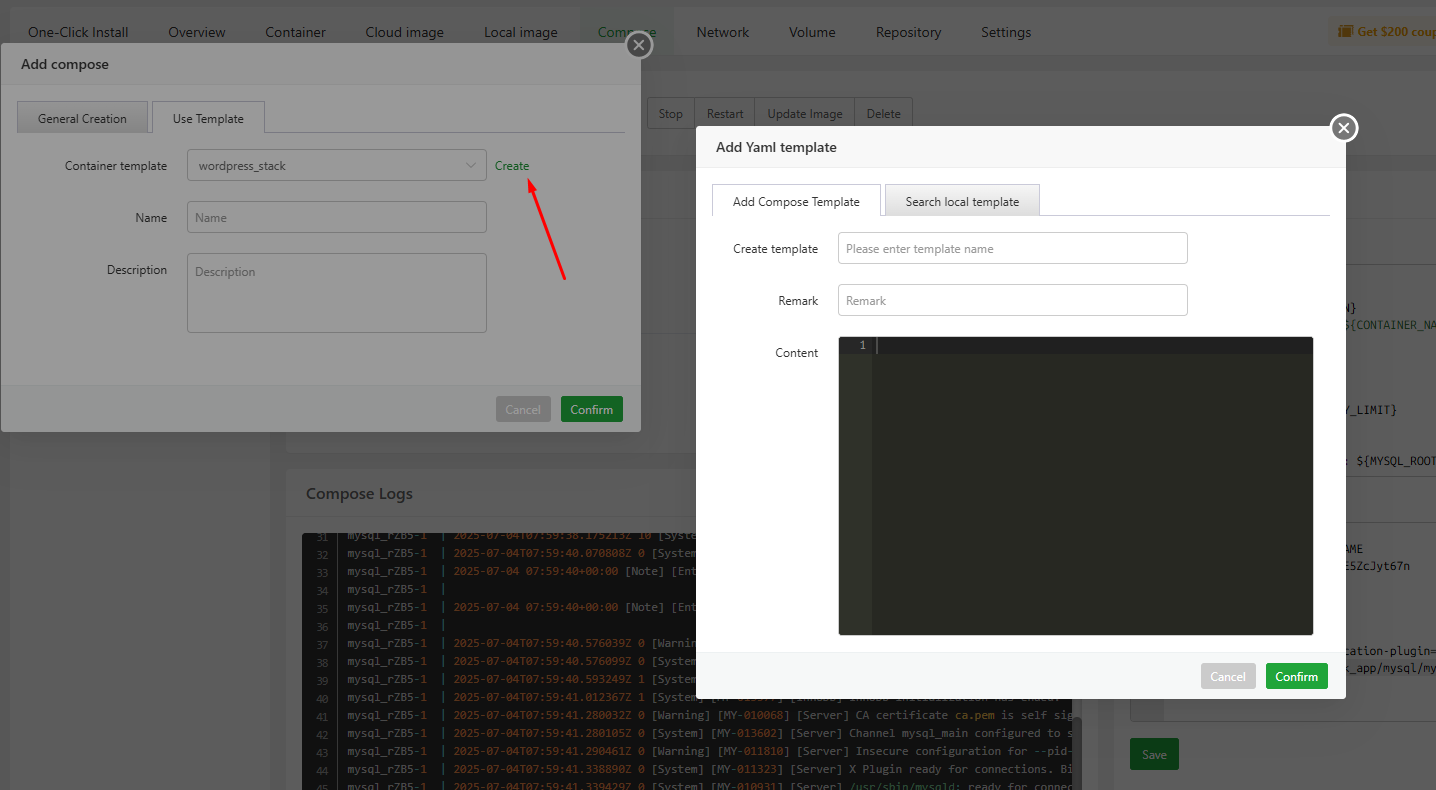 One-Click Install Overview Container Cloud image Local image Compose Network Volume Repository Settings Get $200
Add compose
General Creation Use Template
Container template wordpress_stack Create
Name Name
Description Description
Cancel Confirm
Stop Restart Update Image Delete
Add Yaml template
Add Compose Template Search local template
Create template Please enter template name
Remark Remark
Content 1
Cancel Confirm
N}
${CONTAINER_NA
Y_LIMIT}
: ${MYSQL_ROOT
AME
E5ZcJyt67n
cation-plugin=
k_app/mysql/my
Save
Compose Logs
31 mysql_rZB5-1 | 2025-07-04T07:59:38.175213Z 10 [Syste
32 mysql_rZB5-1 | 2025-07-04T07:59:40.070808Z 0 [System
33 mysql_rZB5-1 | 2025-07-04 07:59:40+00:00 [Note] [Ent
34 mysql_rZB5-1 |
35 mysql_rZB5-1 | 2025-07-04 07:59:40+00:00 [Note] [Ent
36 mysql_rZB5-1 |
37 mysql_rZB5-1 | 2025-07-04T07:59:40.576039Z 0 [Warnin
38 mysql_rZB5-1 | 2025-07-04T07:59:40.576099Z 0 [System
39 mysql_rZB5-1 | 2025-07-04T07:59:40.593249Z 1 [System
40 mysql_rZB5-1 | 2025-07-04T07:59:41.012367Z 1 [System]
41 mysql_rZB5-1 | 2025-07-04T07:59:41.280032Z 0 [Warning] [MY-010068] [Server] CA certificate ca.pem is self sig
42 mysql_rZB5-1 | 2025-07-04T07:59:41.280105Z 0 [System] [MY-013602] [Server] Channel mysql_main configured to s
43 mysql_rZB5-1 | 2025-07-04T07:59:41.290461Z 0 [Warning] [MY-011810] [Server] Insecure configuration for --pid-
44 mysql_rZB5-1 | 2025-07-04T07:59:41.338890Z 0 [System] [MY-011323] [Server] X Plugin ready for connections. Bi
45 mysql_rZB5-1 | 2025-07-04T07:59:41.339429Z 0 [System] [MY-010931] [Server] /usr/sbin/mysqld: ready for connec